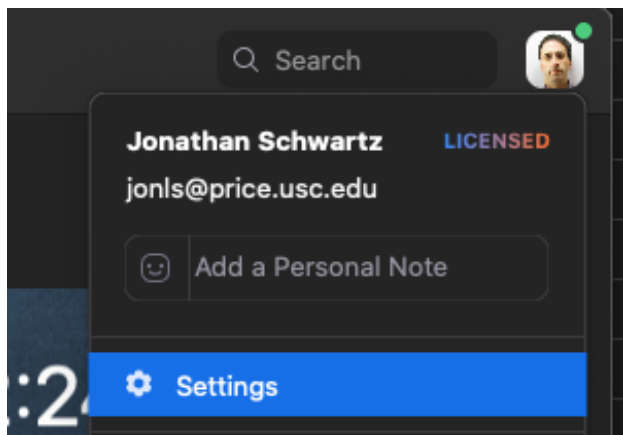 Search
Jonathan Schwartz LICENSED
jonls@price.usc.edu
Add a Personal Note
Settings